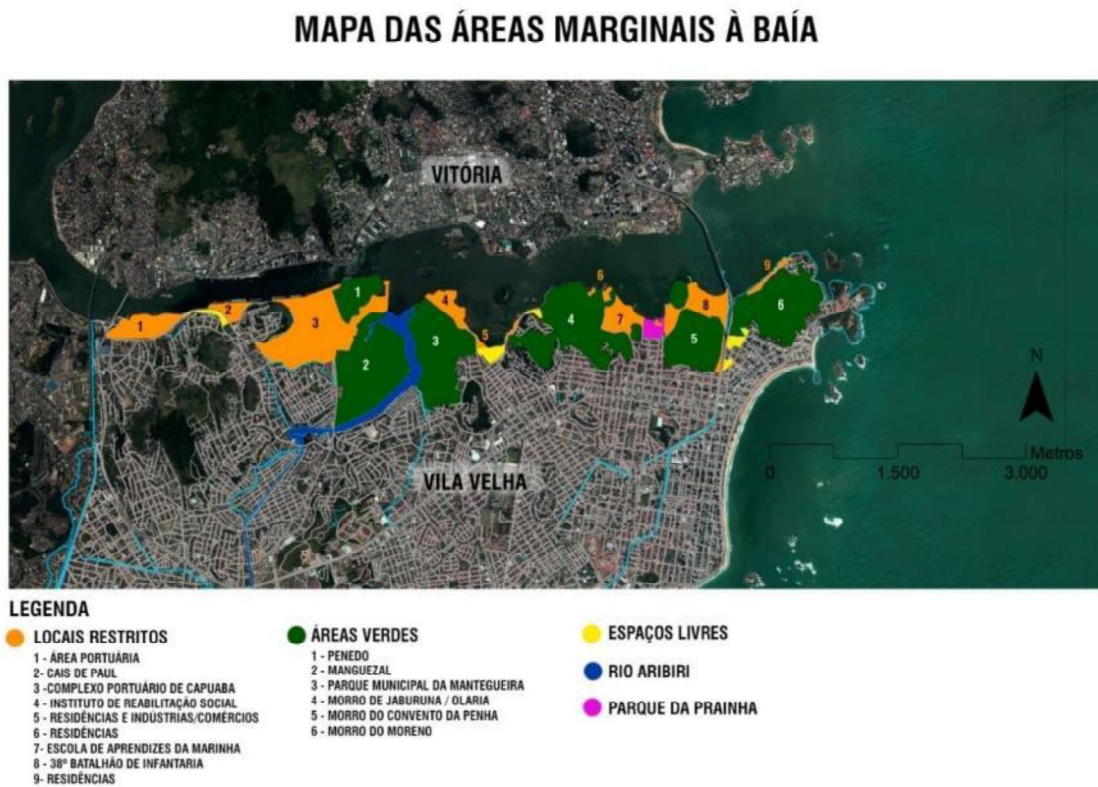 MAPA DAS ÁREAS MARGINAIS À BAÍA
VITÓRIA
6
9
1
4
2
8
1
3
4
6
7
5
3
5
2
N
VILA VELHA
Metros
0
1.500
3.000
LEGENDA
LOCAIS RESTRITOS
1 - ÁREA PORTUÁRIA
2- CAIS DE PAUL
3 -COMPLEXO PORTUÁRIO DE CAPUABA
4 - INSTITUTO DE REABILITAÇÃO SOCIAL
5 - RESIDÊNCIAS E INDÚSTRIAS/COMÉRCIOS
6 - RESIDÊNCIAS
7- ESCOLA DE APRENDIZES DA MARINHA
8 - 38º BATALHÃO DE INFANTARIA
9- RESIDÊNCIAS
ÁREAS VERDES
1 - PENEDO
2 - MANGUEZAL
3 - PARQUE MUNICIPAL DA MANTEGUEIRA
4 - MORRO DE JABURUNA / OLARIA
5 - MORRO DO CONVENTO DA PENHA
6 - MORRO DO MORENO
ESPAÇOS LIVRES
RIO ARIBIRI
PARQUE DA PRAINHA